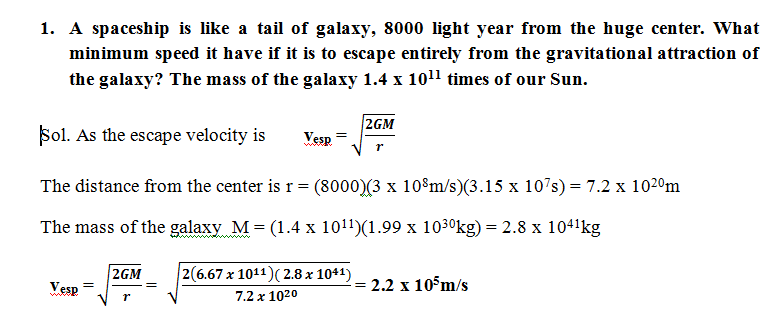 1. A spaceship is like a tail of galaxy, 8000 light year from the huge center. What
minimum speed it have if it is to escape entirely from the gravitational attraction of
the galaxy? The mass of the galaxy 1.4 x 10¹¹ times of our Sun.
Sol. As the escape velocity is Vesp = √(2GM/r)
The distance from the center is r = (8000)(3 x 10⁸m/s)(3.15 x 10⁷s) = 7.2 x 10²⁰m
The mass of the galaxy M = (1.4 x 10¹¹)(1.99 x 10³⁰kg) = 2.8 x 10⁴¹kg
Vesp = √(2GM/r) = √(2(6.67 x 10¹¹)( 2.8 x 10⁴¹)/7.2 x 10²⁰) = 2.2 x 10⁵m/s